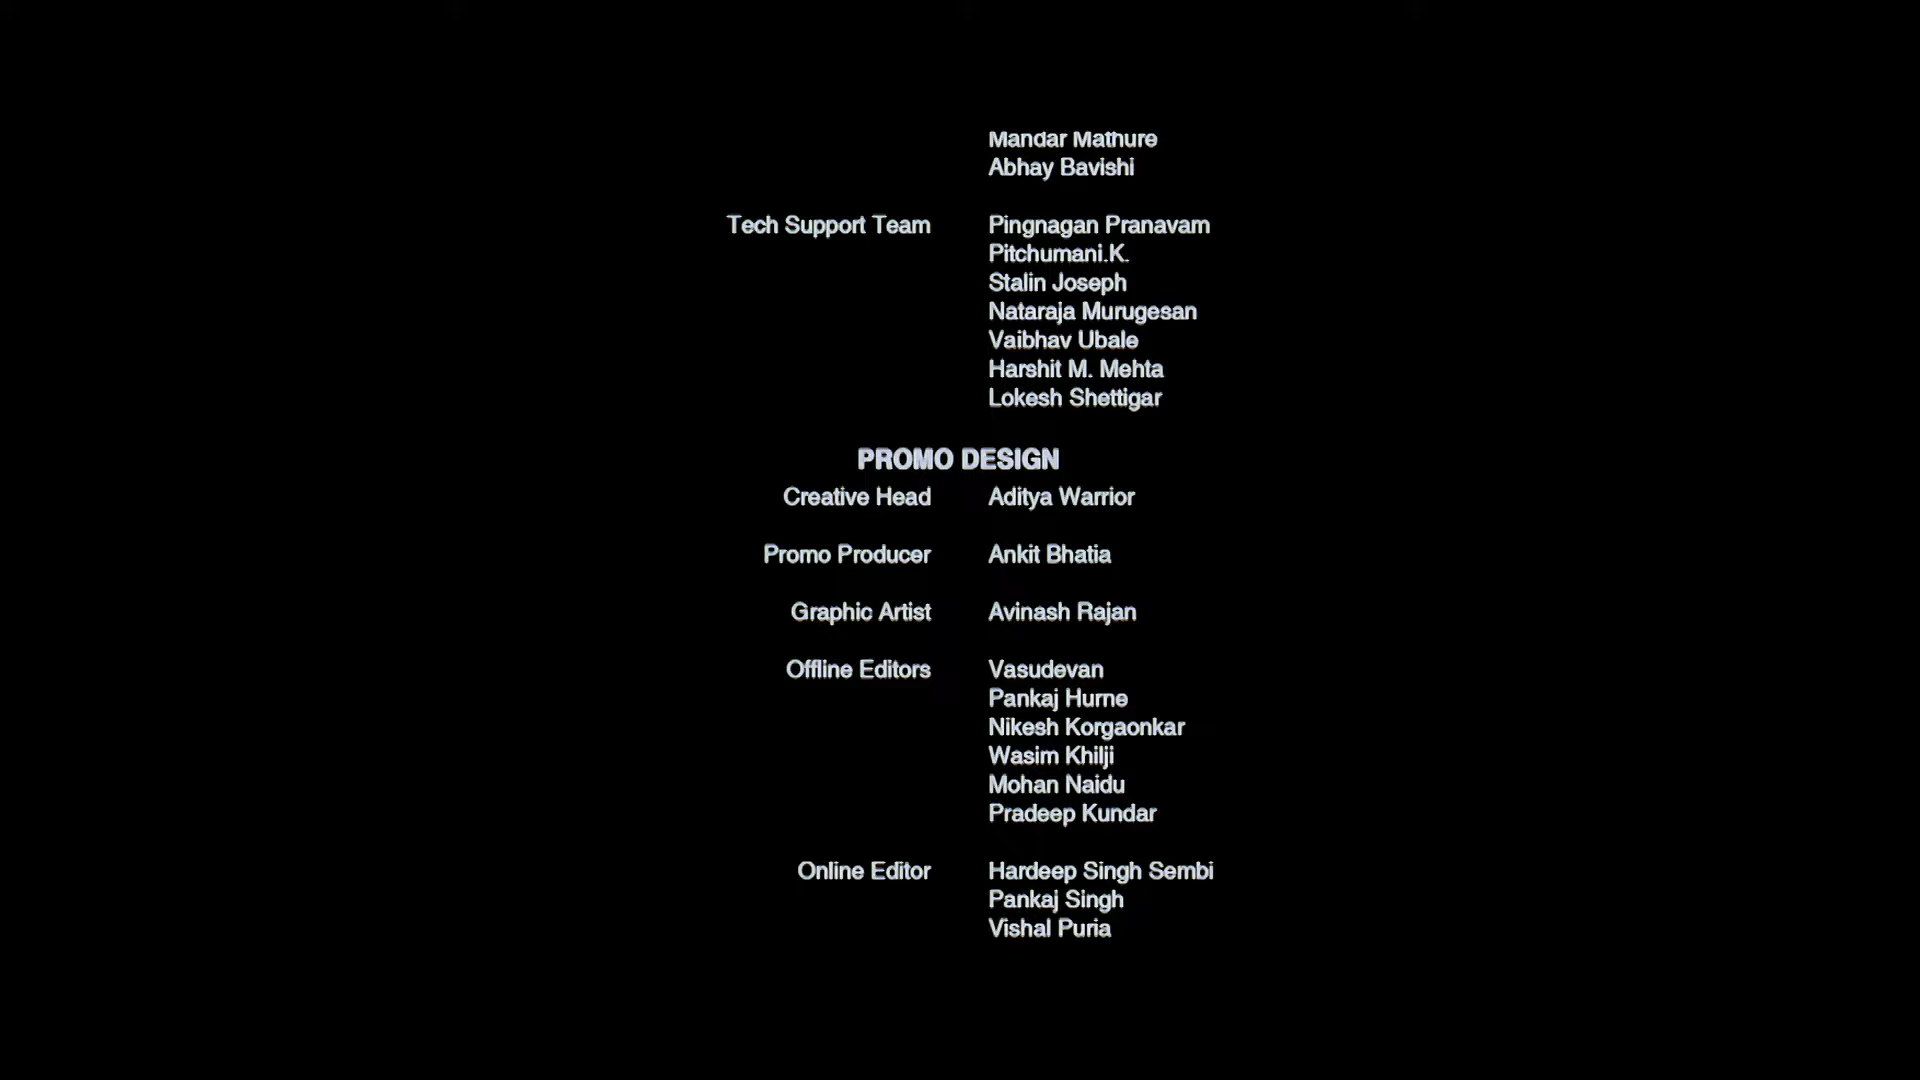 Mandar Mathure
Abhay Bavishi
Tech Support Team Pingnagan Pranavam
Pitchumani.K.
Stalin Joseph
Nataraja Murugesan
Vaibhav Ubale
Harshit M. Mehta
Lokesh Shettigar
PROMO DESIGN
Creative Head Aditya Warrior
Promo Producer Ankit Bhatia
Graphic Artist Avinash Rajan
Offline Editors Vasudevan
Pankaj Hurne
Nikesh Korgaonkar
Wasim Khilji
Mohan Naidu
Pradeep Kundar
Online Editor Hardeep Singh Sembi
Pankaj Singh
Vishal Puria